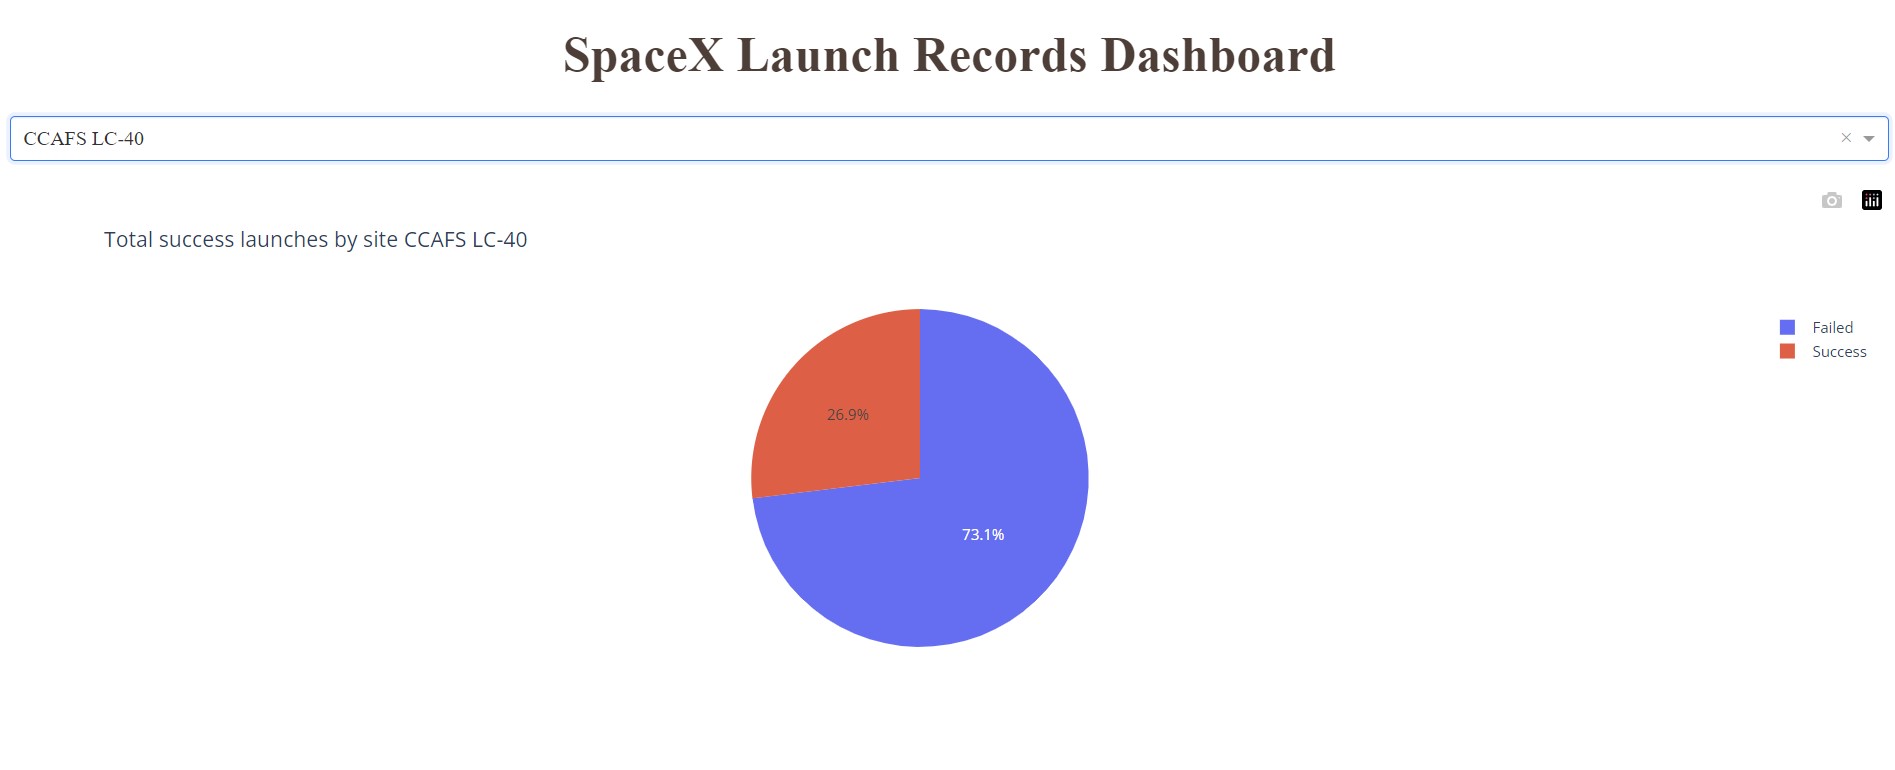 SpaceX Launch Records Dashboard
CCAFS LC-40
Total success launches by site CCAFS LC-40
Failed
Success
26.9%
73.1%